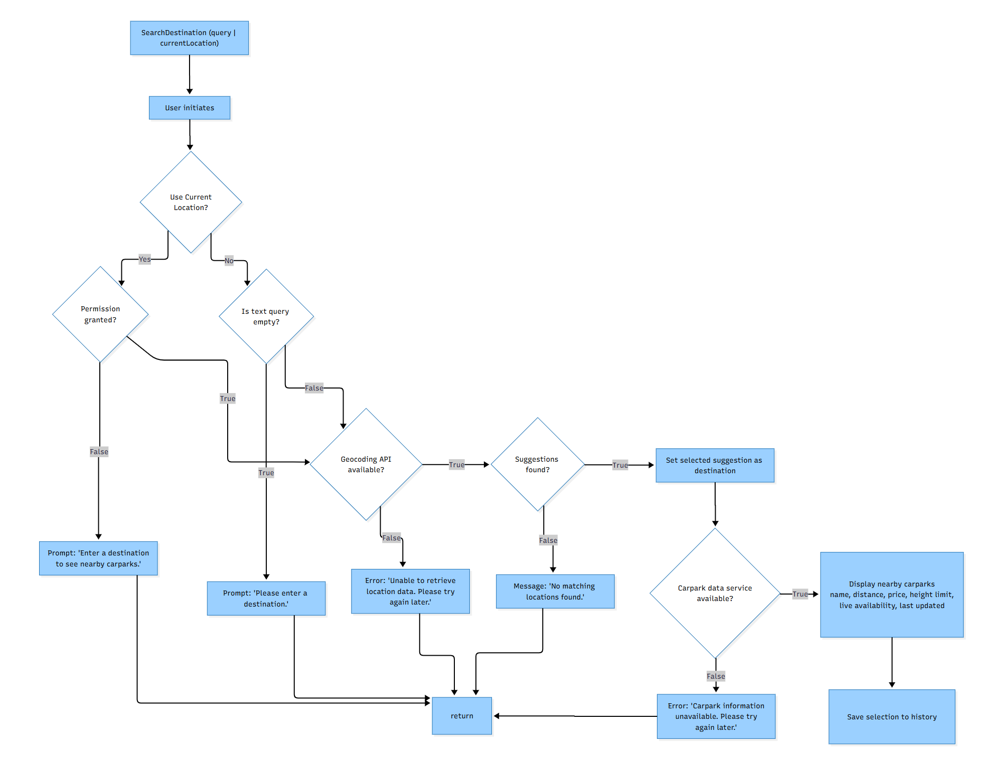 SearchDestination (query |
currentLocation)
User initiates
Use Current
Location?
Yes
No
Permission
granted?
Is text query
empty?
False
True
False
True
Geocoding API
available?
True
Suggestions
found?
True
Set selected suggestion as
destination
False
False
Prompt: 'Enter a destination
to see nearby carparks.'
Prompt: 'Please enter a
destination.'
Error: 'Unable to retrieve
location data. Please try
again later.'
Message: 'No matching
locations found.'
Carpark data service
available?
True
Display nearby carparks
name, distance, price, height limit,
live availability, last updated
False
return
Error: 'Carpark information
unavailable. Please try
again later.'
Save selection to history